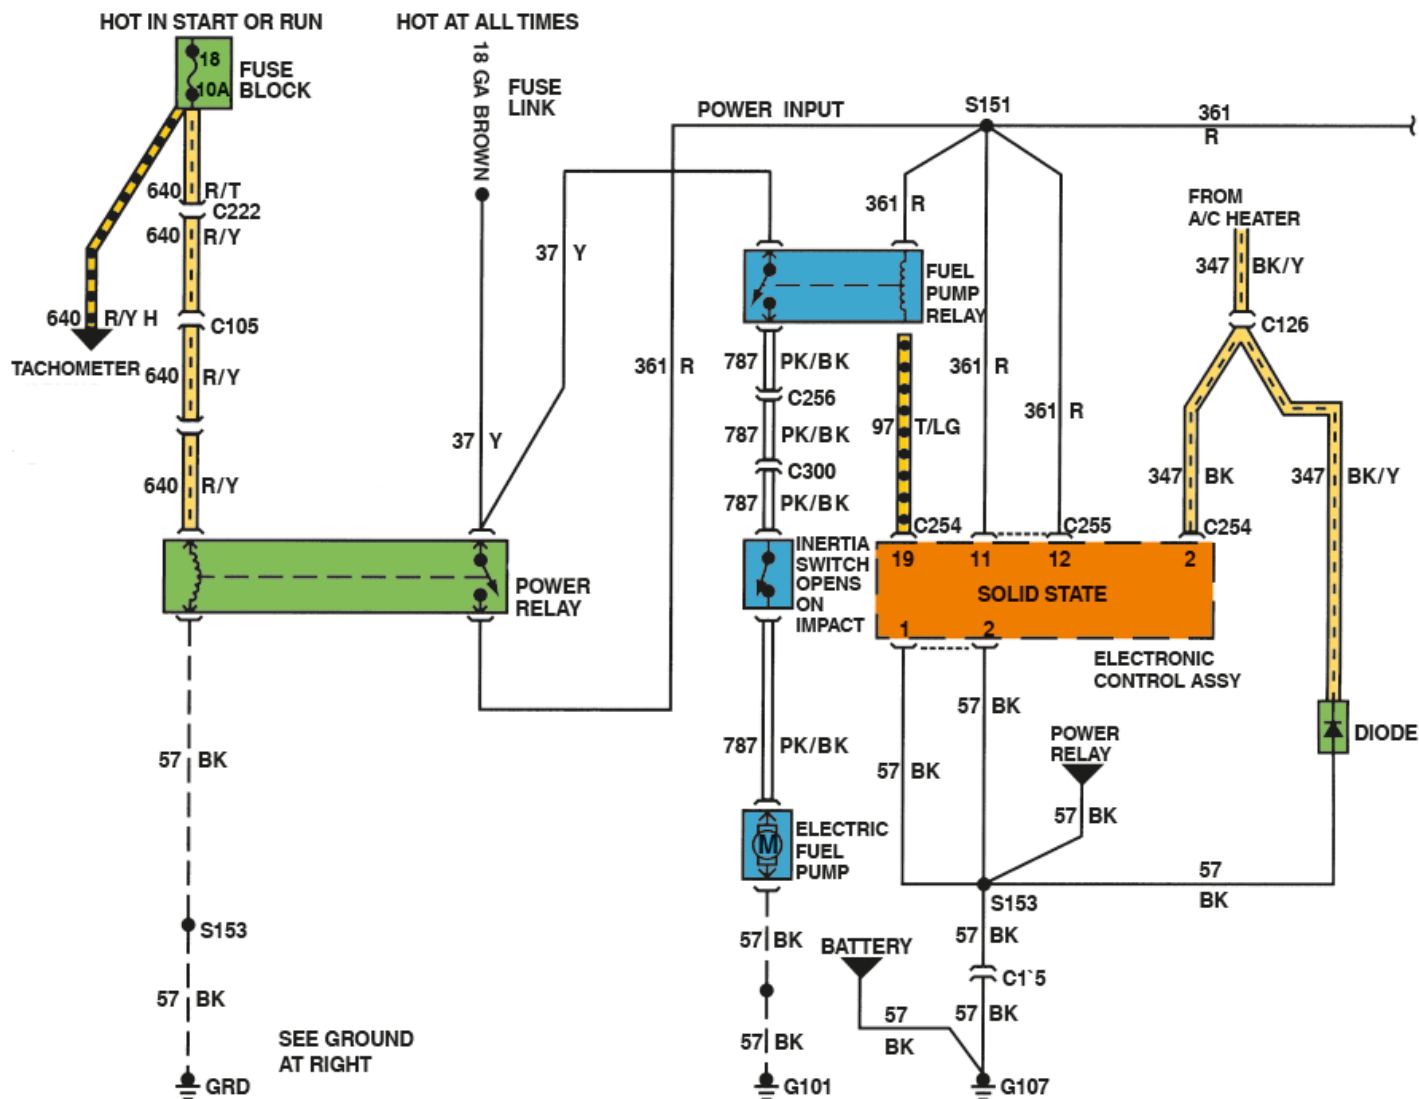 HOT IN START OR RUN
HOT AT ALL TIMES
18
10A
FUSE
BLOCK
18 GA BROWN
FUSE
LINK
POWER INPUT
S151
361
R
640 R/T
C222
640 R/Y
640 R/Y H
TACHOMETER
C105
640 R/Y
640 R/Y
37 Y
37 Y
361 R
361 R
FUEL
PUMP
RELAY
FROM
A/C HEATER
347 BK/Y
C126
787 PK/BK
C256
787 PK/BK
C300
787 PK/BK
97 T/LG
361 R
361 R
347 BK
347 BK/Y
C254
C255
C254
POWER
RELAY
INERTIA
SWITCH
OPENS
ON
IMPACT
19 11 12 2
SOLID STATE
1 2
ELECTRONIC
CONTROL ASSY
787 PK/BK
57 BK
57 BK
57 BK
POWER
RELAY
57 BK
DIODE
M
ELECTRIC
FUEL
PUMP
57
BK
S153
S153
57 BK
57 BK
BATTERY
57 BK
C1`5
57 BK
57
BK
57 BK
57 BK
SEE GROUND
AT RIGHT
GRD
G101
G107